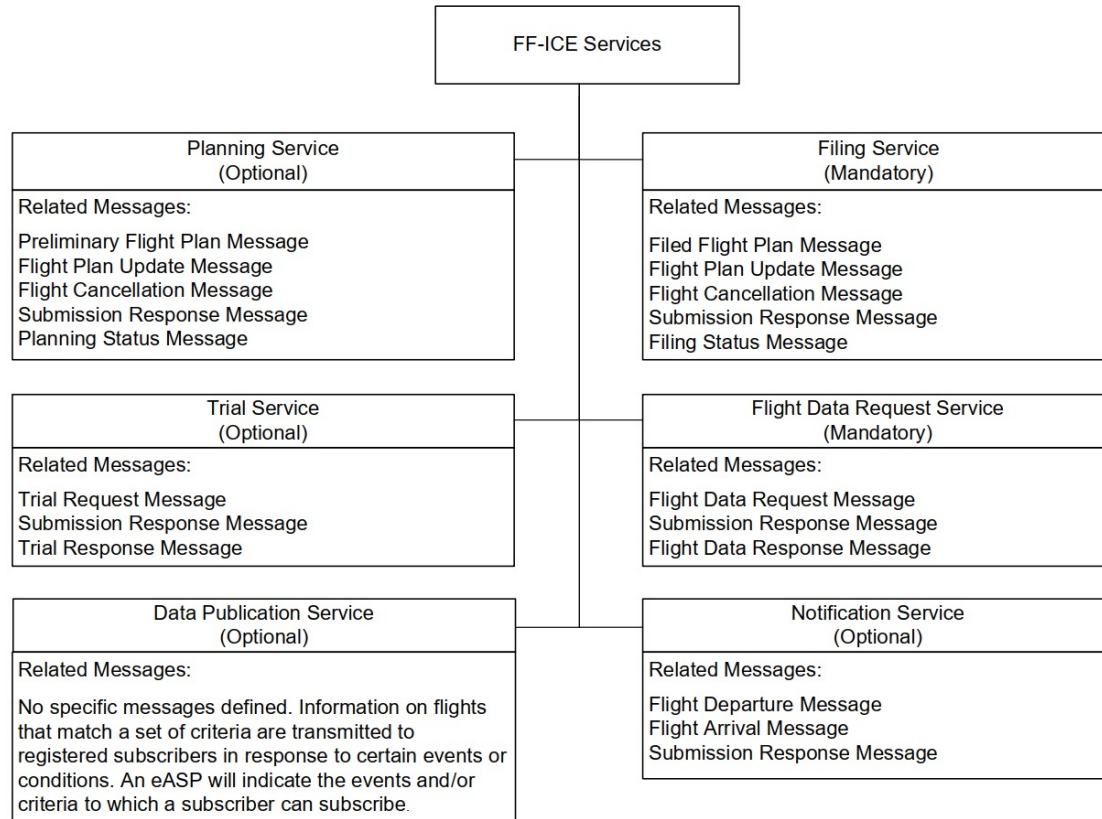 FF-ICE Services
Planning Service
(Optional)
Related Messages:
Preliminary Flight Plan Message
Flight Plan Update Message
Flight Cancellation Message
Submission Response Message
Planning Status Message
Filing Service
(Mandatory)
Related Messages:
Filed Flight Plan Message
Flight Plan Update Message
Flight Cancellation Message
Submission Response Message
Filing Status Message
Trial Service
(Optional)
Related Messages:
Trial Request Message
Submission Response Message
Trial Response Message
Flight Data Request Service
(Mandatory)
Related Messages:
Flight Data Request Message
Submission Response Message
Flight Data Response Message
Data Publication Service
(Optional)
Related Messages:
No specific messages defined. Information on flights
that match a set of criteria are transmitted to
registered subscribers in response to certain events or
conditions. An eASP will indicate the events and/or
criteria to which a subscriber can subscribe.
Notification Service
(Optional)
Related Messages:
Flight Departure Message
Flight Arrival Message
Submission Response Message